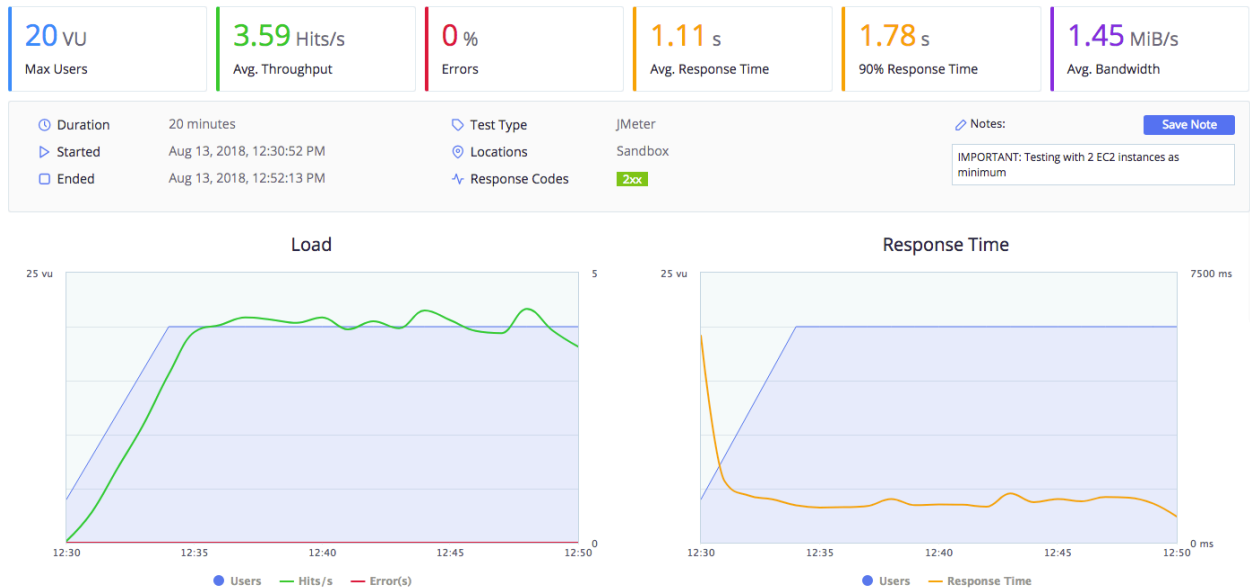 20 VU
Max Users
3.59 Hits/s
Avg. Throughput
0 %
Errors
1.11 s
Avg. Response Time
1.78 s
90% Response Time
1.45 MiB/s
Avg. Bandwidth
Duration 20 minutes
Started Aug 13, 2018, 12:30:52 PM
Ended Aug 13, 2018, 12:52:13 PM
Test Type JMeter
Locations Sandbox
Response Codes 2xx
Notes:
Save Note
IMPORTANT: Testing with 2 EC2 instances as
minimum
Load
25 vu
5
0
12:30 12:35 12:40 12:45 12:50
Users Hits/s Error(s)
Response Time
25 vu
7500 ms
0 ms
12:30 12:35 12:40 12:45 12:50
Users Response Time